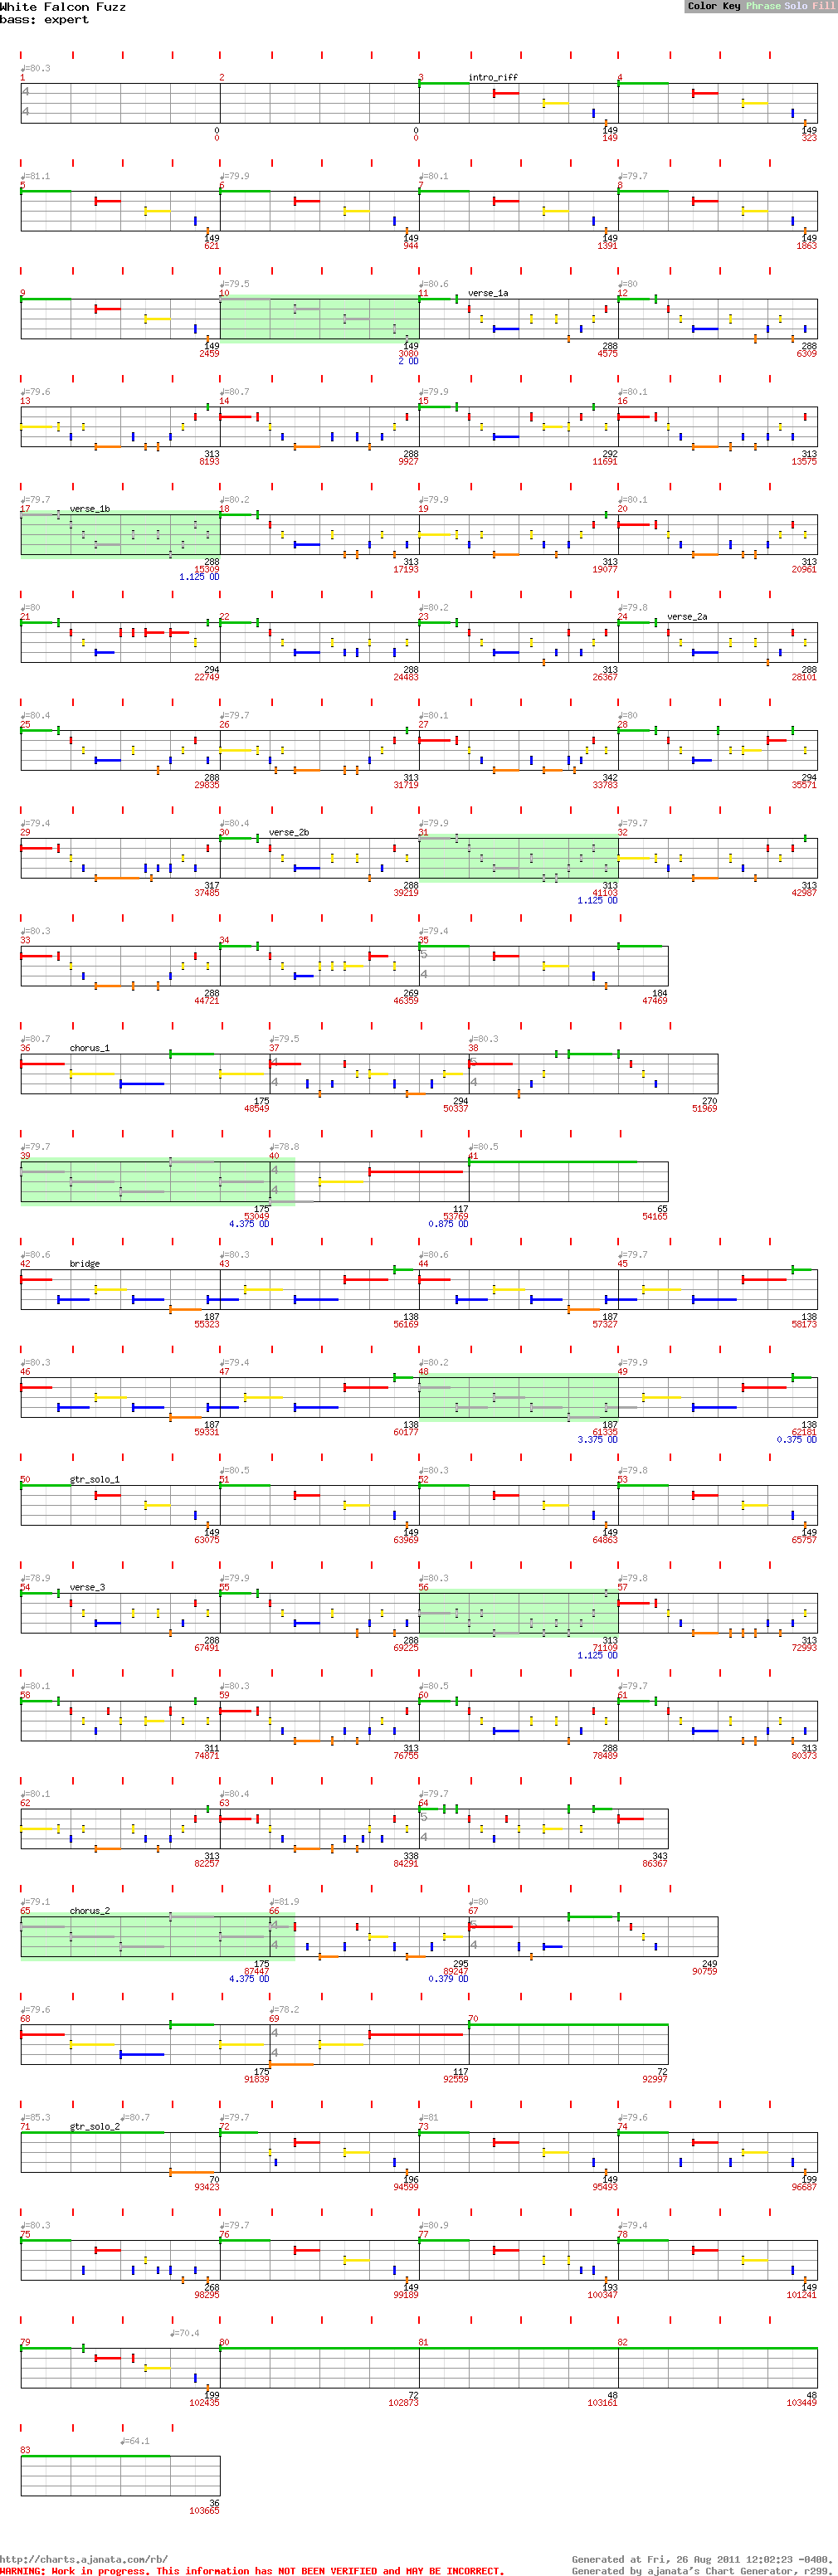 White Falcon Fuzz
bass: expert
Color Key Phrase Solo Fill
♩=80.3
1 2 3 intro_riff 4
4
4
0 0 149 149
0 0 149 323
♩=81.1 ♩=79.9 ♩=80.1 ♩=79.7
5 6 7 8
149 149 149 149
621 944 1391 1863
♩=79.5 ♩=80.6 ♩=80
9 10 11 verse_1a 12
149 149 288 288
2459 3080 4575 6309
2 OD
♩=79.6 ♩=80.7 ♩=79.9 ♩=80.1
13 14 15 16
313 288 292 313
8193 9927 11691 13575
♩=79.7 ♩=80.2 ♩=79.9 ♩=80.1
17 verse_1b 18 19 20
288 313 313 313
15309 17193 19077 20961
1.125 OD
♩=80 ♩=80.2 ♩=79.8
21 22 23 24 verse_2a
294 288 313 288
22749 24483 26367 28101
♩=80.4 ♩=79.7 ♩=80.1 ♩=80
25 26 27 28
288 313 342 294
29835 31719 33783 35571
♩=79.4 ♩=80.4 ♩=79.9 ♩=79.7
29 30 verse_2b 31 32
317 288 313 313
37485 39219 41103 42987
1.125 OD
♩=80.3 ♩=79.4
33 34 35
5
4
288 269 184
44721 46359 47469
♩=80.7 ♩=79.5 ♩=80.3
36 chorus_1 37 38
4 5
4 4
175 294 270
48549 50337 51969
♩=79.7 ♩=78.8 ♩=80.5
39 40 41
4
4
175 117 65
53049 53769 54165
4.375 OD 0.875 OD
♩=80.6 ♩=80.3 ♩=80.6 ♩=79.7
42 bridge 43 44 45
187 138 187 138
55323 56169 57327 58173
♩=80.3 ♩=79.4 ♩=80.2 ♩=79.9
46 47 48 49
187 138 187 138
59331 60177 61335 62181
3.375 OD 0.375 OD
♩=80.5 ♩=80.3 ♩=79.8
50 gtr_solo_1 51 52 53
149 149 149 149
63075 63969 64863 65757
♩=78.9 ♩=79.9 ♩=80.3 ♩=79.8
54 verse_3 55 56 57
288 288 313 313
67491 69225 71109 72993
1.125 OD
♩=80.1 ♩=80.3 ♩=80.5 ♩=79.7
58 59 60 61
311 313 288 313
74871 76755 78489 80373
♩=80.1 ♩=80.4 ♩=79.7
62 63 64
5
4
313 338 343
82257 84291 86367
♩=79.1 ♩=81.9 ♩=80
65 chorus_2 66 67
4 5
4 4
175 295 249
87447 89247 90759
4.375 OD 0.379 OD
♩=79.6 ♩=78.2
68 69 70
4
4
175 117 72
91839 92559 92997
♩=85.3 ♩=80.7 ♩=79.7 ♩=81 ♩=79.6
71 gtr_solo_2 72 73 74
70 196 149 199
93423 94599 95493 96687
♩=80.3 ♩=79.7 ♩=80.9 ♩=79.4
75 76 77 78
268 149 193 149
98295 99189 100347 101241
♩=70.4
79 80 81 82
199 72 48 48
102435 102873 103161 103449
♩=64.1
83
36
103665
http://charts.ajanata.com/rb/ Generated at Fri, 26 Aug 2011 12:02:23 -0400.
WARNING: Work in progress. This information has NOT BEEN VERIFIED and MAY BE INCORRECT. Generated by ajanata's Chart Generator, r299.